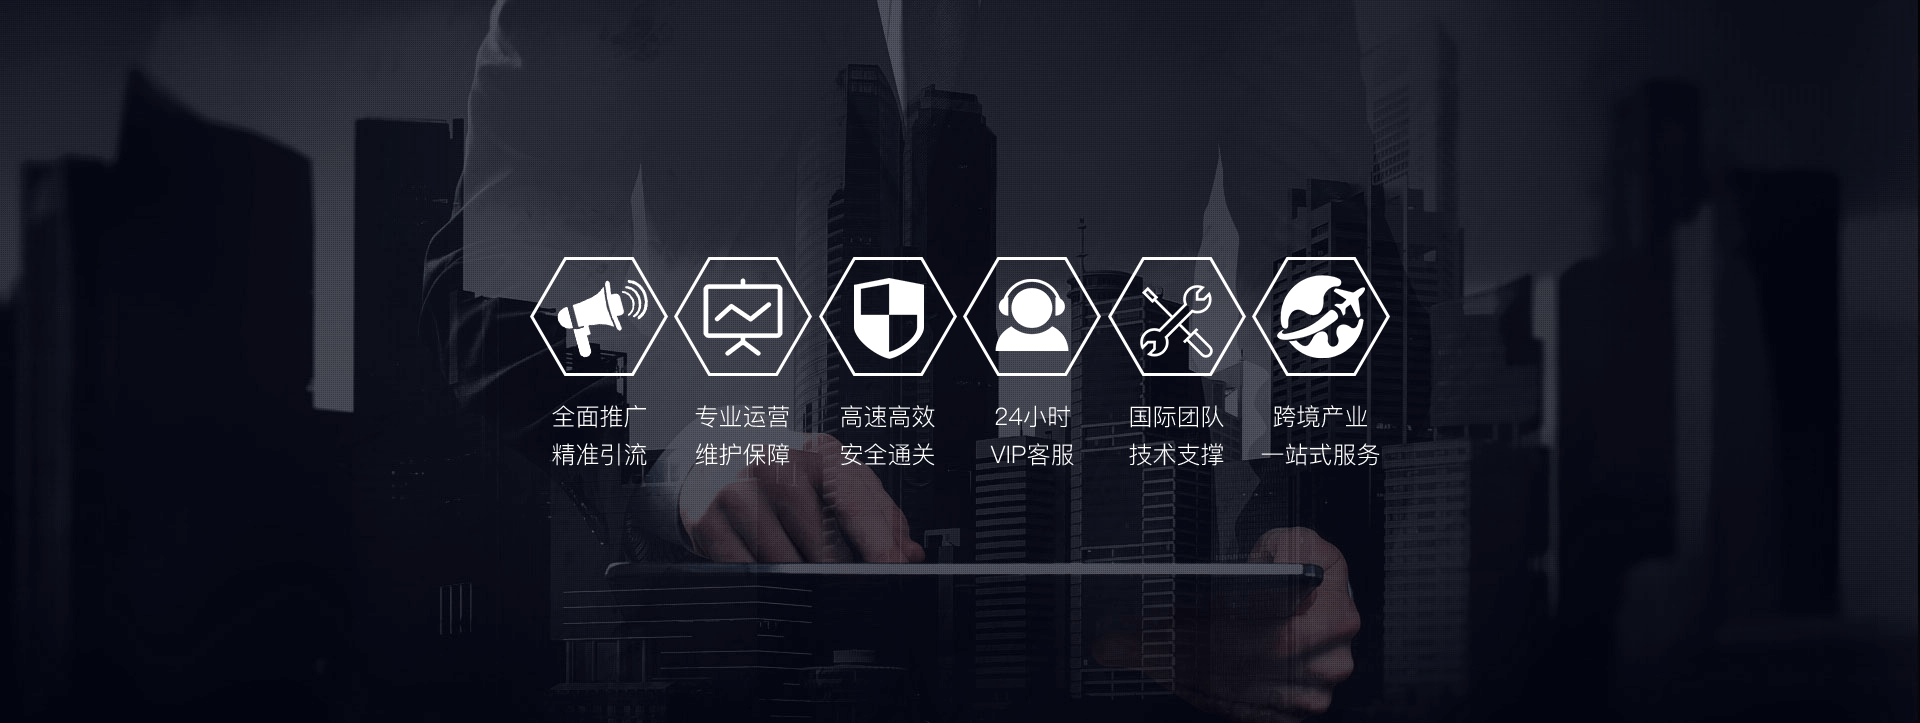 全面推广
精准引流
专业运营
维护保障
高速高效
安全通关
24小时
VIP客服
国际团队
技术支撑
跨境产业
一站式服务